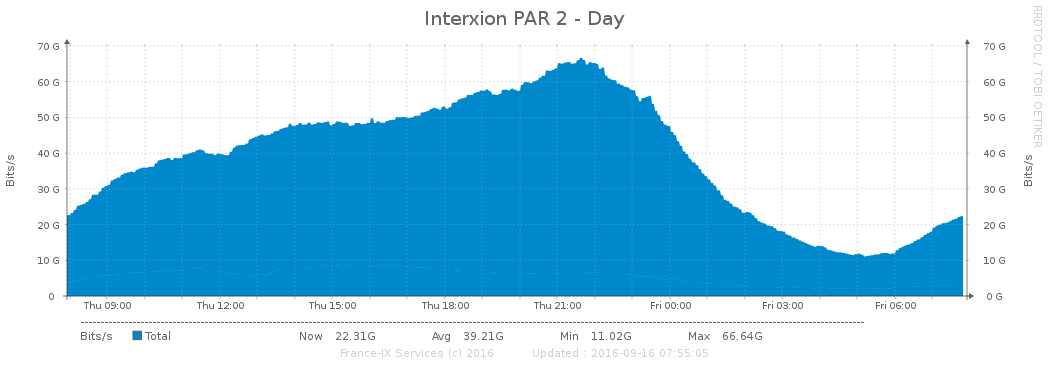 Interxion PAR 2 - Day
RRDTOOL / TOBI OETIKER
Bits/s
70 G
60 G
50 G
40 G
30 G
20 G
10 G
0
70 G
60 G
50 G
40 G
30 G
20 G
10 G
0 G
Bits/s
Thu 09:00 Thu 12:00 Thu 15:00 Thu 18:00 Thu 21:00 Fri 00:00 Fri 03:00 Fri 06:00
Bits/s Total Now 22.31G Avg 39.21G Min 11.02G Max 66.64G
France-IX Services (c) 2016 Updated : 2016-09-16 07:55:05